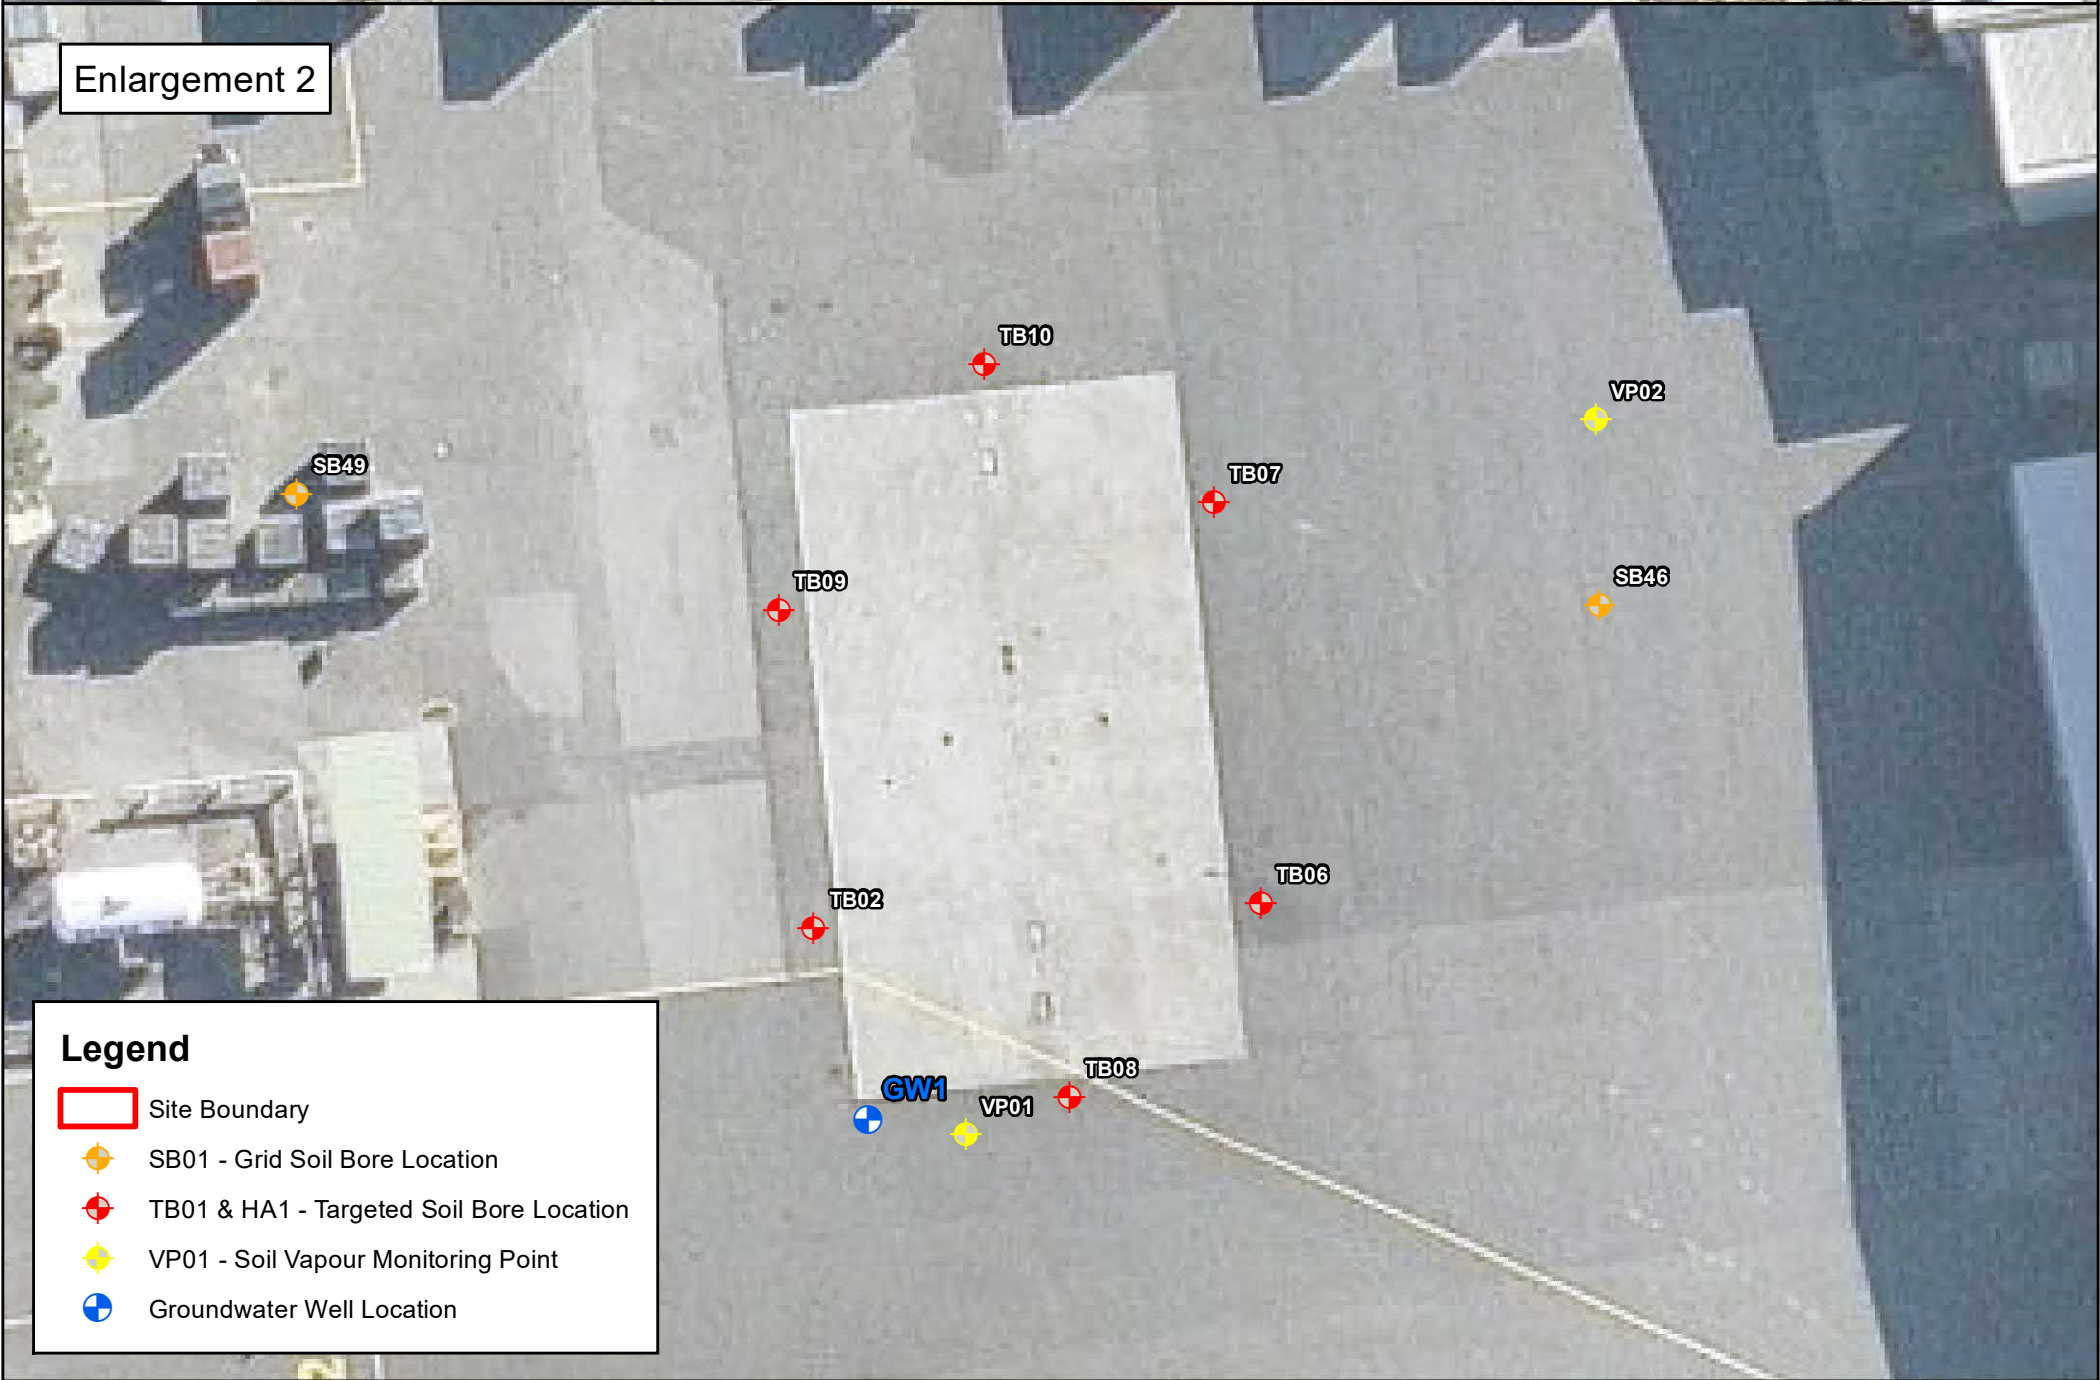 Enlargement 2
TB10
VP02
SB49
TB07
TB09
SB46
TB06
TB02
TB08
GW1
VP01
Legend
Site Boundary
SB01 - Grid Soil Bore Location
TB01 & HA1 - Targeted Soil Bore Location
VP01 - Soil Vapour Monitoring Point
Groundwater Well Location